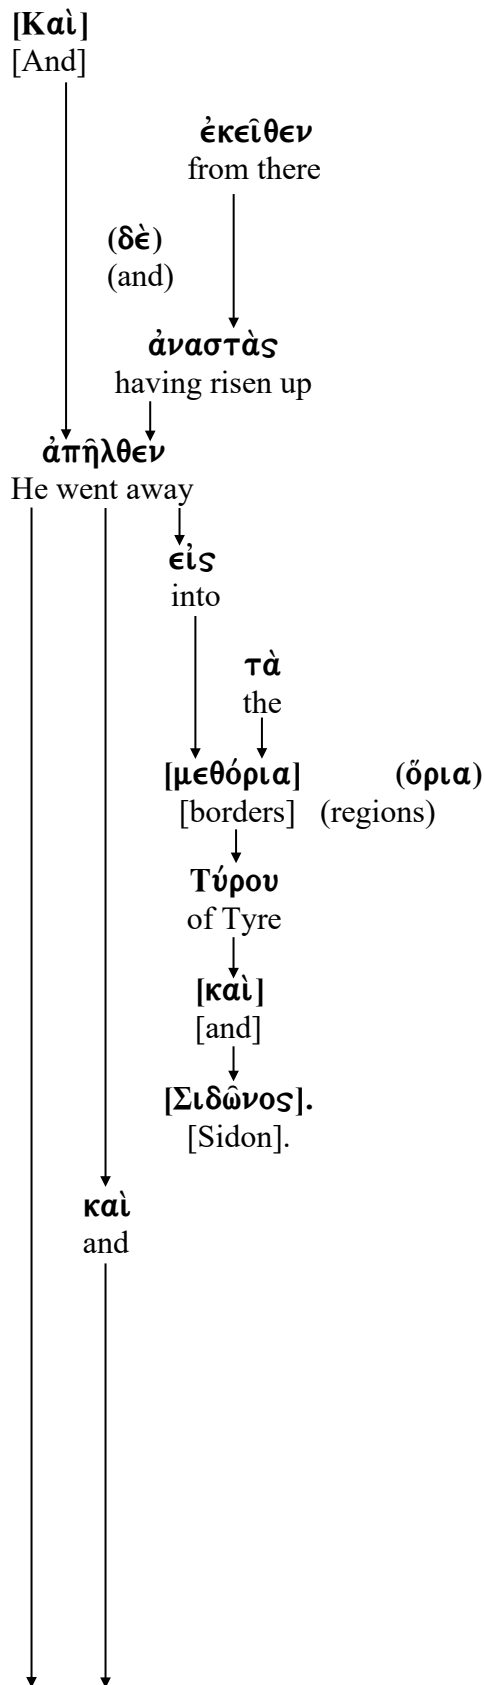 [Καὶ]
[And]
ἐκεῖθεν
from there
(δὲ)
(and)
ἀναστὰς
having risen up
ἀπῆλθεν
He went away
εἰς
into
τὰ
the
[μεθόρια] (ὅρια)
[borders] (regions)
Τύρου
of Tyre
[καὶ]
[and]
[Σιδῶνος].
[Sidon].
καὶ
and